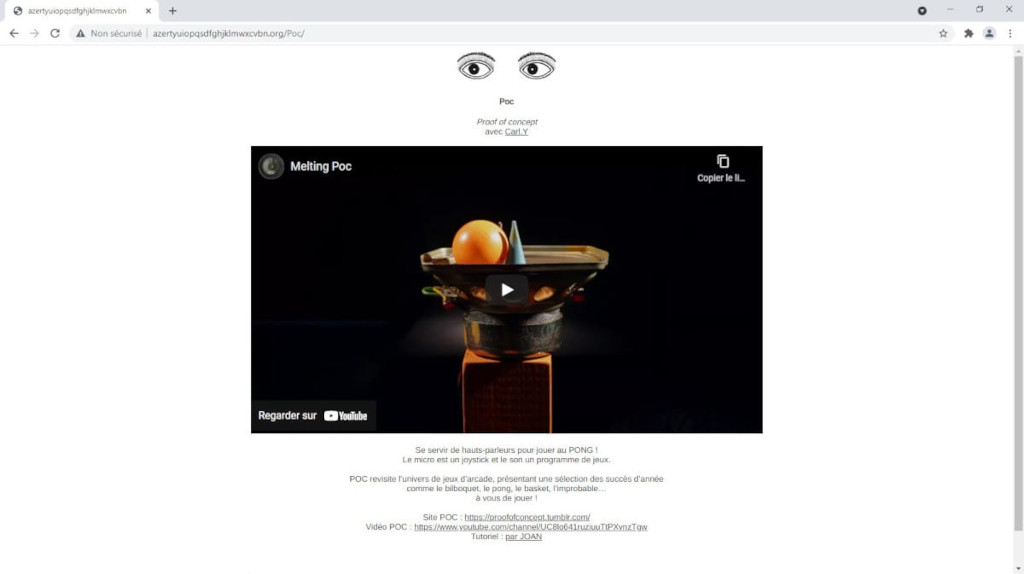 azertyuiopqsdfghjklmwxcvbn
Non sécurisé | azertyuiopqsdfghjklmwxcvbn.org/Poc/
Poc
Proof of concept
avec Carl.Y
Melting Poc
Copier le li...
Regarder sur YouTube
Se servir de hauts-parleurs pour jouer au PONG !
Le micro est un joystick et le son un programme de jeux.
POC revisite l'univers de jeux d'arcade, présentant une sélection des succès d'année
comme le bilboquet, le pong, le basket, l'improbable...
à vous de jouer !
Site POC : https://proofofconcept.tumblr.com/
Vidéo POC : https://www.youtube.com/channel/UC8lo641ruziuuTtPXynzTgw
Tutoriel : par JOAN